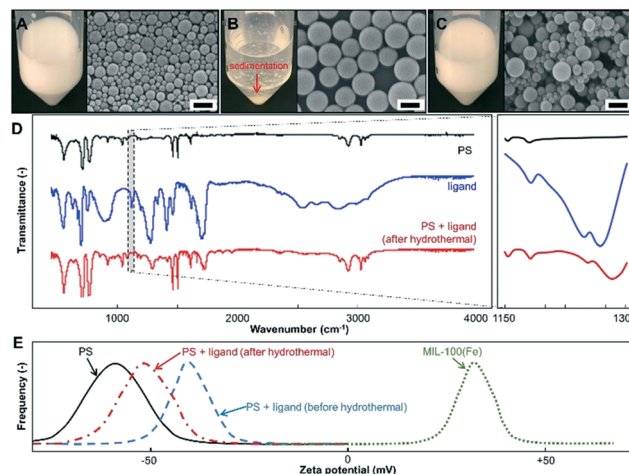 A
B
C
sedimentation
D
PS
ligand
PS + ligand
(after hydrothermal)
Transmittance (-)
1000
2000
3000
4000
1150
1300
Wavenumber (cm⁻¹)
E
PS
PS + ligand (after hydrothermal)
MIL-100(Fe)
PS + ligand (before hydrothermal)
Frequency (-)
-50
0
+50
Zeta potential (mV)